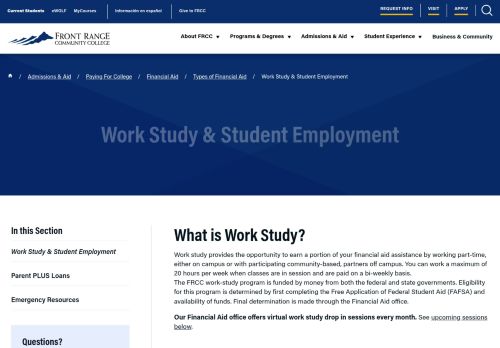 Current Students eWOLF MyCourses Información en español Give to FRCC REQUEST INFO VISIT APPLY
FRONT RANGE
COMMUNITY COLLEGE
About FRCC Programs & Degrees Admissions & Aid Student Experience Business & Community
/ Admissions & Aid / Paying For College / Financial Aid / Types of Financial Aid / Work Study & Student Employment
Work Study & Student Employment
In this Section
Work Study & Student Employment
Parent PLUS Loans
Emergency Resources
Questions?
What is Work Study?
Work study provides the opportunity to earn a portion of your financial aid assistance by working part-time,
either on campus or with participating community-based, partners off campus. You can work a maximum of
20 hours per week when classes are in session and are paid on a bi-weekly basis.
The FRCC work-study program is funded by money from both the federal and state governments. Eligibility
for this program is determined by first completing the Free Application of Federal Student Aid (FAFSA) and
availability of funds. Final determination is made through the Financial Aid office.
Our Financial Aid office offers virtual work study drop in sessions every month. See upcoming sessions
below.